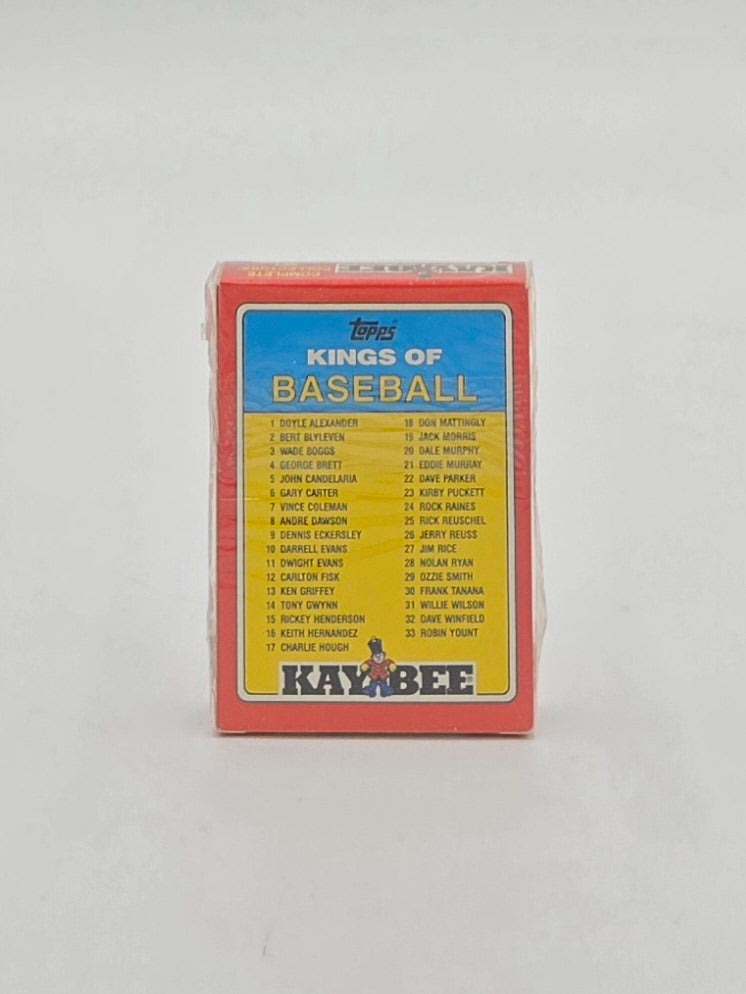 COMPLETE
COLLECTORS'
KAY BEE
Topps
KINGS OF
BASEBALL
1 DOYLE ALEXANDER
2 BERT BLYLEVEN
3 WADE BOGGS
4 GEORGE BRETT
5 JOHN CANDELARIA
6 GARY CARTER
7 VINCE COLEMAN
8 ANDRE DAWSON
9 DENNIS ECKERSLEY
10 DARRELL EVANS
11 DWIGHT EVANS
12 CARLTON FISK
13 KEN GRIFFEY
14 TONY GWYNN
15 RICKEY HENDERSON
16 KEITH HERNANDEZ
17 CHARLIE HOUGH
18 DON MATTINGLY
19 JACK MORRIS
20 DALE MURPHY
21 EDDIE MURRAY
22 DAVE PARKER
23 KIRBY PUCKETT
24 ROCK RAINES
25 RICK REUSCHEL
26 JERRY REUSS
27 JIM RICE
28 NOLAN RYAN
29 OZZIE SMITH
30 FRANK TANANA
31 WILLIE WILSON
32 DAVE WINFIELD
33 ROBIN YOUNT
KAY BEE®